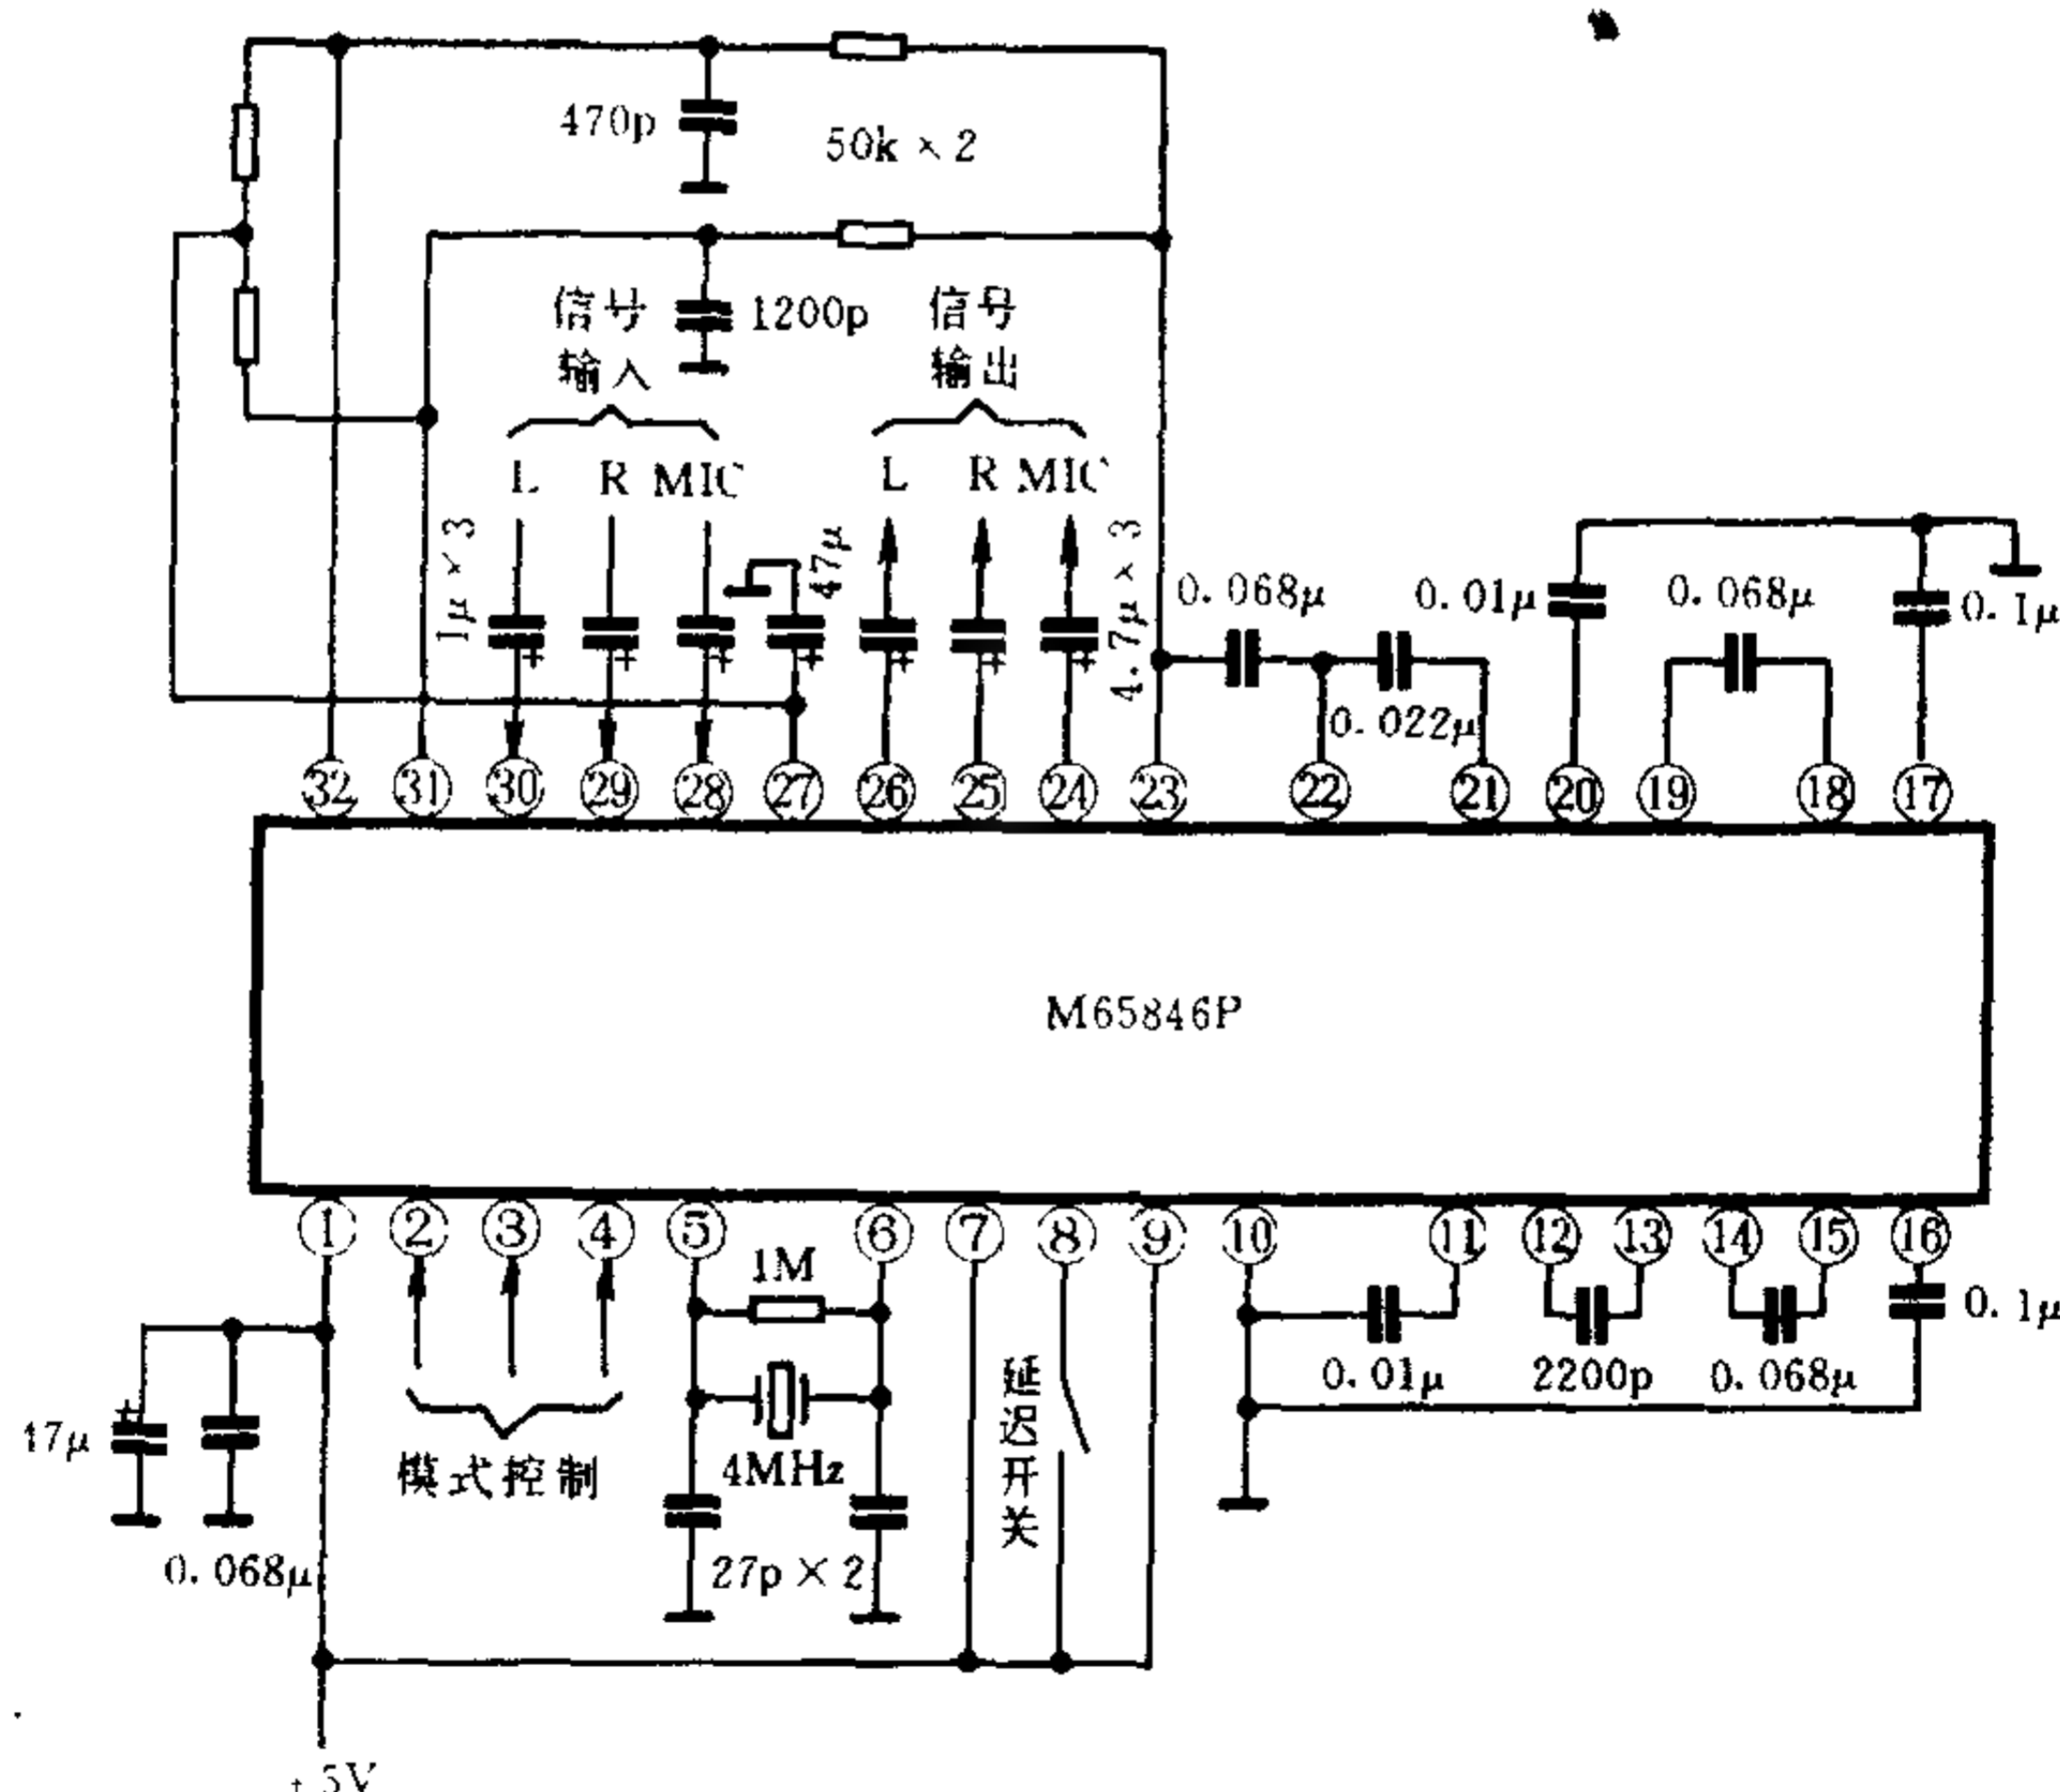 470p
50k × 2
1200p
信号
输入
信号
输出
L R MIC
L R MIC
1μ × 3
47μ
4.7μ × 3
0.068μ
0.022μ
0.01μ
0.068μ
0.1μ
32 31 30 29 28 27 26 25 24 23 22 21 20 19 18 17
M65846P
1 2 3 4 5 6 7 8 9 10 11 12 13 14 15 16
1M
4MHz
27p × 2
模式控制
延迟开关
0.01μ
2200p
0.068μ
0.1μ
47μ
0.068μ
+5V